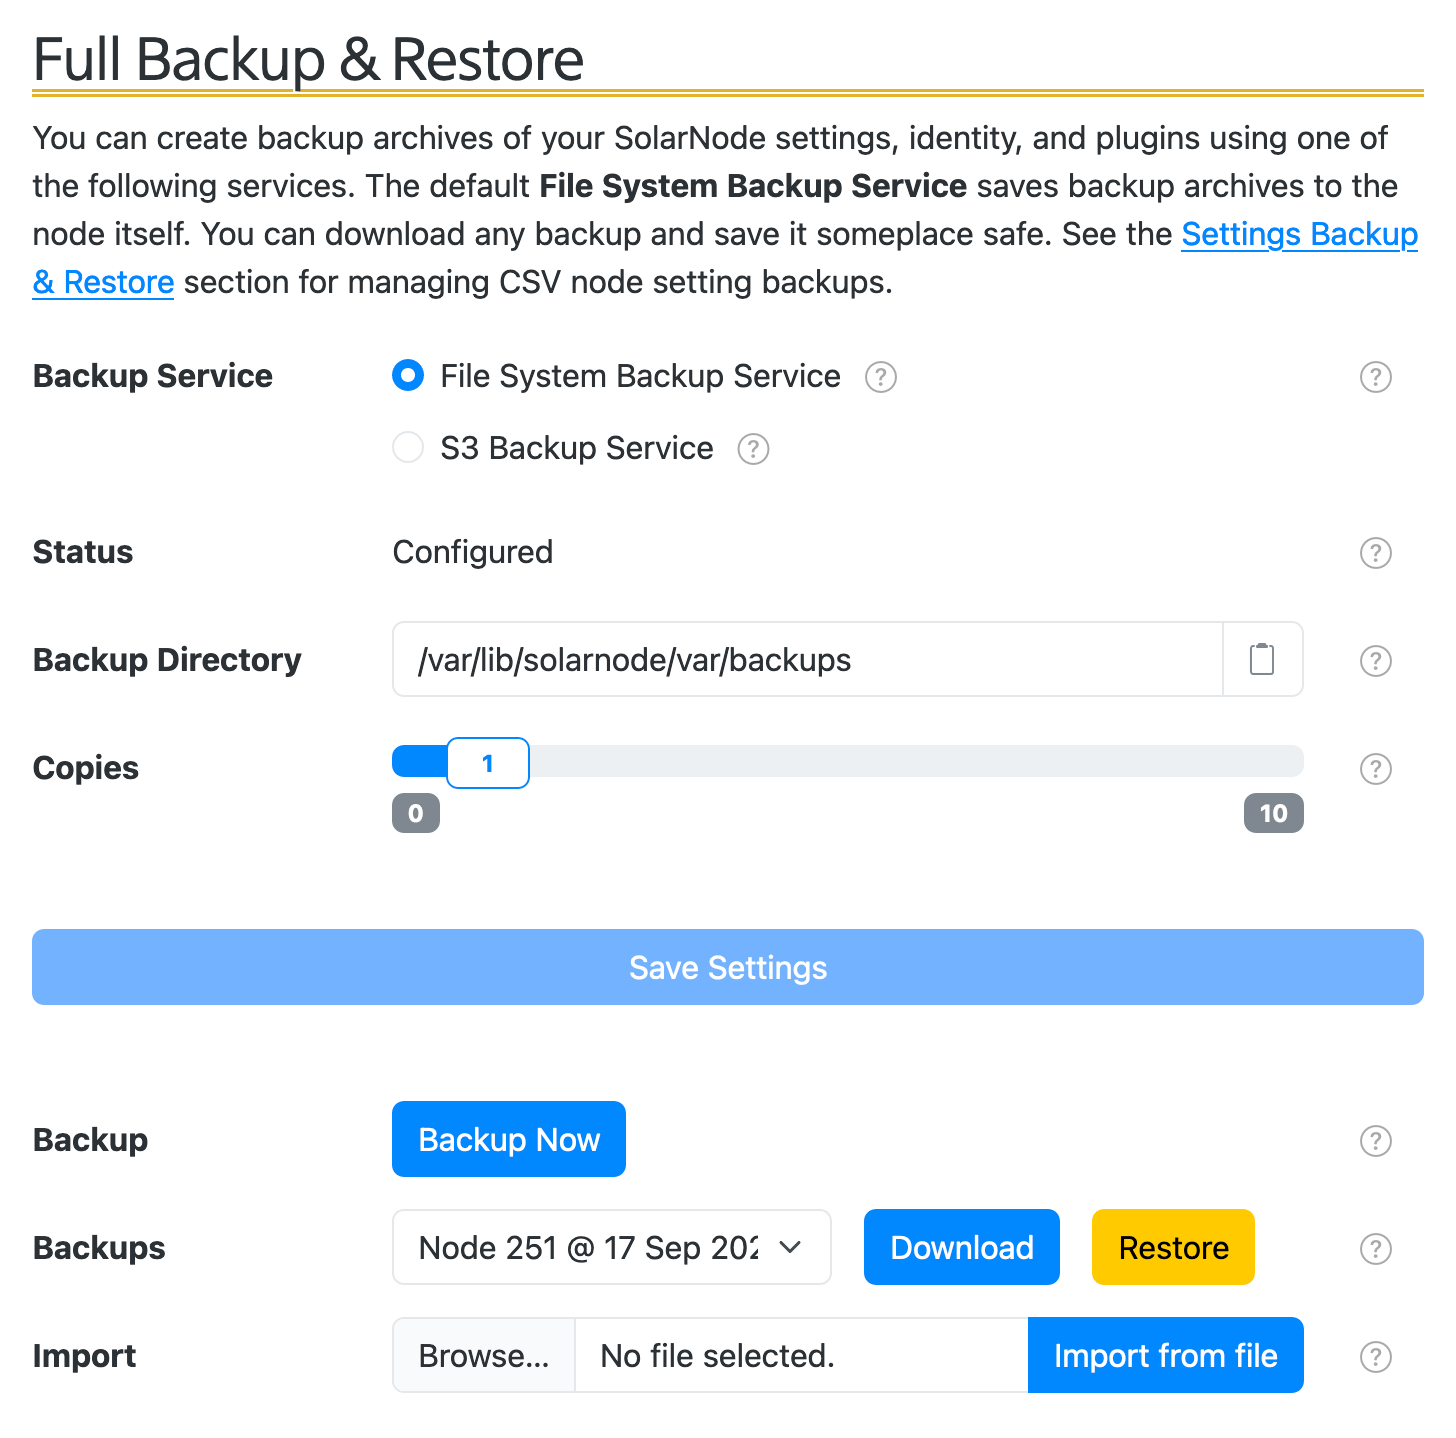 Full Backup & Restore
You can create backup archives of your SolarNode settings, identity, and plugins using one of
the following services. The default File System Backup Service saves backup archives to the
node itself. You can download any backup and save it someplace safe. See the Settings Backup
& Restore section for managing CSV node setting backups.
Backup Service
File System Backup Service ? ?
S3 Backup Service ?
Status Configured ?
Backup Directory /var/lib/solarnode/var/backups ?
Copies 1 ?
0 10
Save Settings
Backup Backup Now ?
Backups Node 251 @ 17 Sep 202 Download Restore ?
Import Browse... No file selected. Import from file ?